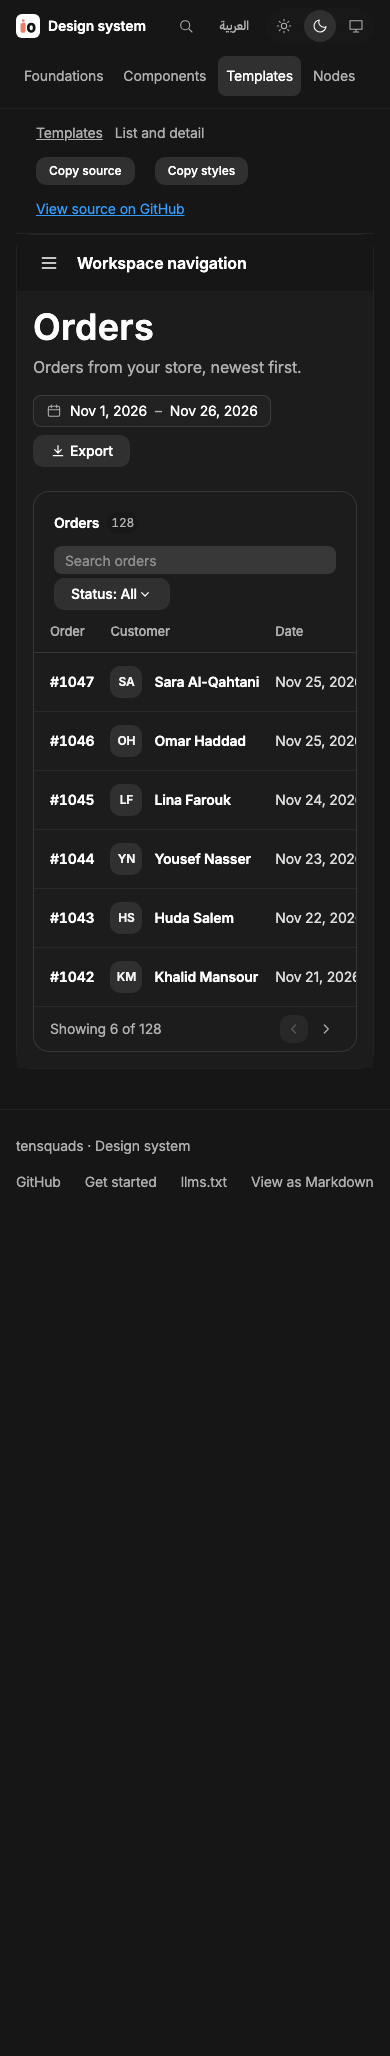 io Design system العربية
Foundations Components Templates Nodes
Templates List and detail
Copy source Copy styles
View source on GitHub
Workspace navigation
Orders
Orders from your store, newest first.
Nov 1, 2026 – Nov 26, 2026
Export
Orders 128
Search orders
Status: All
Order Customer Date
#1047 SA Sara Al-Qahtani Nov 25, 2026
#1046 OH Omar Haddad Nov 25, 2026
#1045 LF Lina Farouk Nov 24, 2026
#1044 YN Yousef Nasser Nov 23, 2026
#1043 HS Huda Salem Nov 22, 2026
#1042 KM Khalid Mansour Nov 21, 2026
Showing 6 of 128
tensquads · Design system
GitHub Get started llms.txt View as Markdown